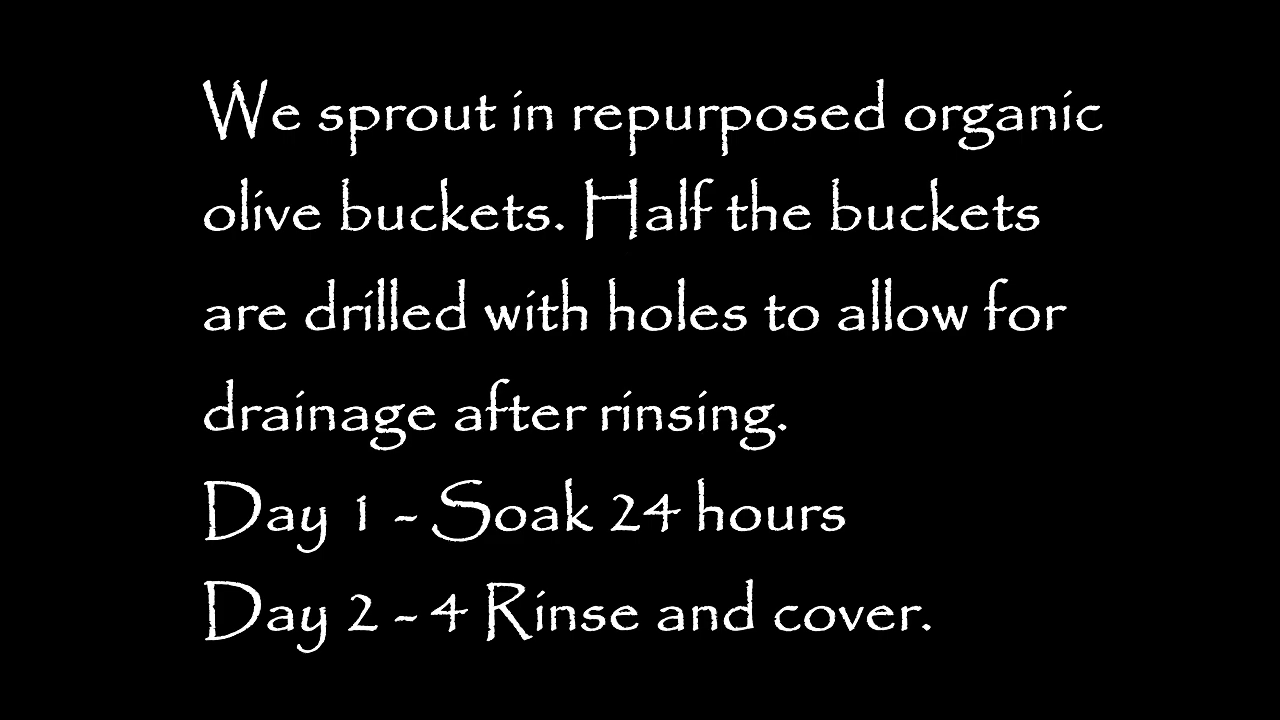 We sprout in repurposed organic
olive buckets. Half the buckets
are drilled with holes to allow for
drainage after rinsing.
Day 1 - Soak 24 hours
Day 2 - 4 Rinse and cover.